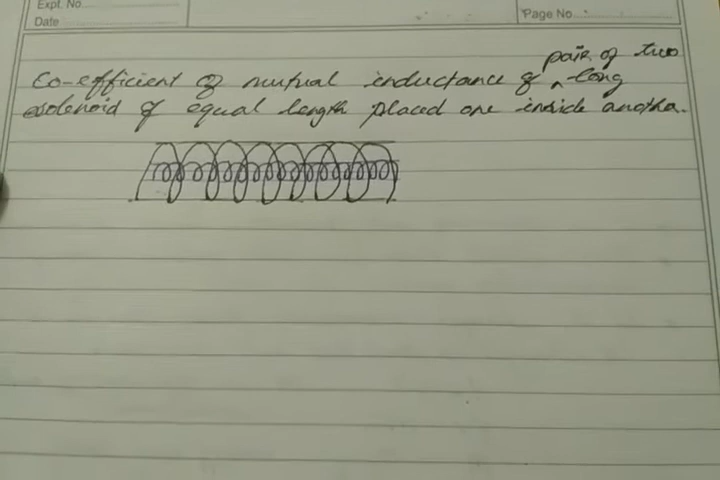 Expt. No.
Date
Page No
pair of two
Co-efficient of mutual inductance of ^ long
solenoid of equal length placed one inside another.